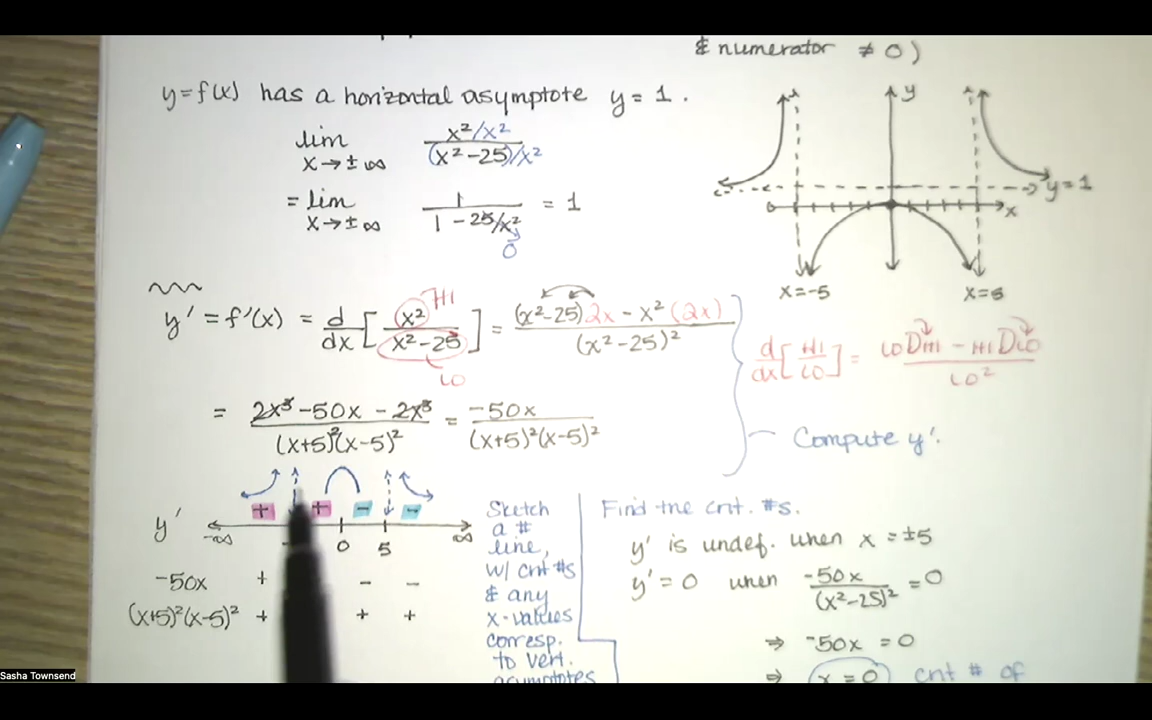 & numerator ≠ 0)
y=f(x) has a horizontal asymptote y = 1.
lim x→±∞ x²/x² / (x²-25)/x²
= lim x→±∞ 1 / 1 - 25/x² = 1
0
y
y=1
x
x=-5
x=5
y' = f'(x) = d/dx [ x² / x²-25 ] = (x²-25)2x - x²(2x) / (x²-25)²
HI
LO
d/dx [HI/LO] = LO DHI - HI DLO / LO²
= 2x³-50x-2x³ / (x+5)²(x-5)² = -50x / (x+5)²(x-5)²
Compute y'.
+ + - -
y' -∞ 0 5 ∞
-50x + - -
(x+5)²(x-5)² + + +
Sketch
a #
line,
w/ crit #s
& any
x-values
corresp.
to vert.
asymptotes
Find the crit. #s.
y' is undef. when x = ±5
y' = 0 when -50x / (x²-25)² = 0
⇒ -50x = 0
⇒ x = 0 crit # of
Sasha Townsend